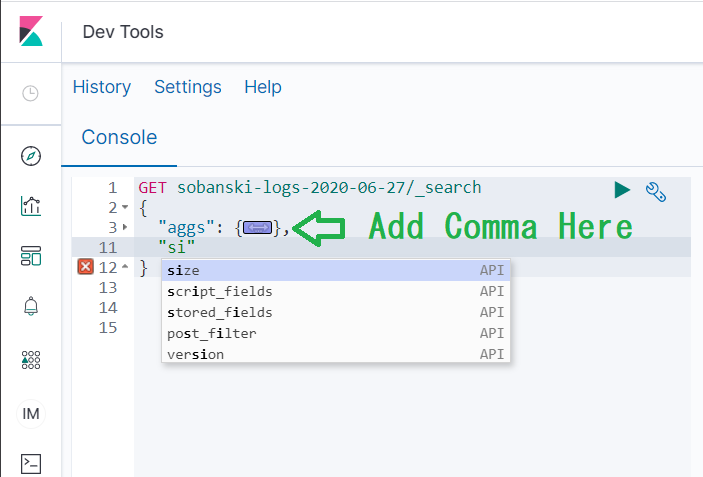 Dev Tools
History Settings Help
Console
1 GET sobanski-logs-2020-06-27/_search
2 {
3 "aggs": {}, Add Comma Here
11 "si"
12 }
size API
13
script_fields API
14
stored_fields API
15
post_filter API
version API
IM